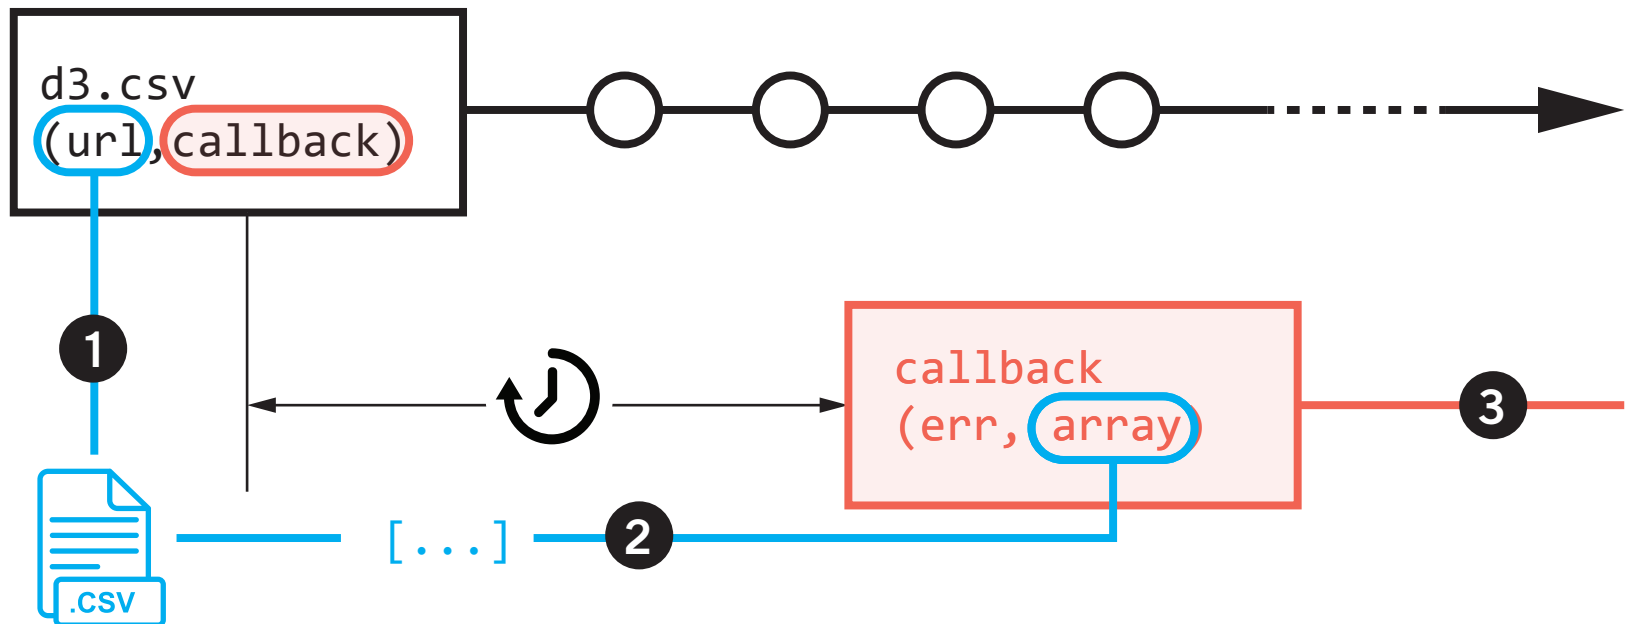 d3.csv
(url,callback)
1
callback
(err, array)
3
[...]
2
.CSV